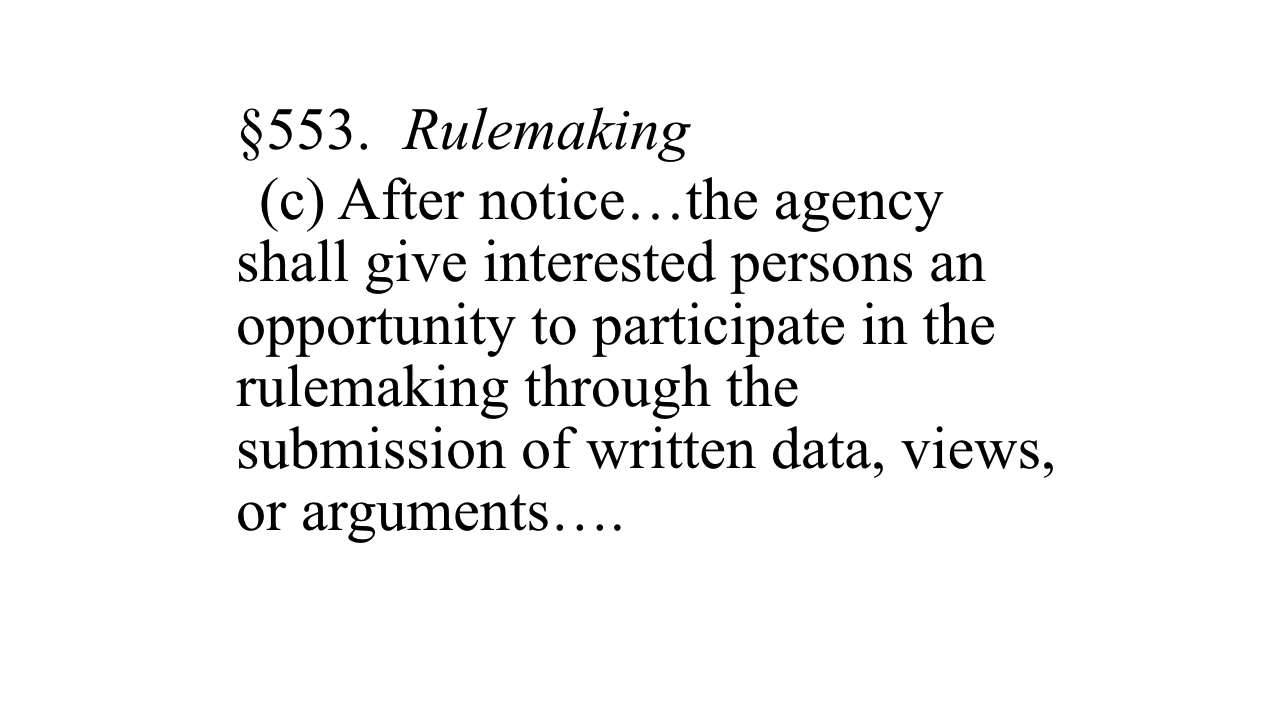 §553.  Rulemaking
(c) After notice…the agency
shall give interested persons an
opportunity to participate in the
rulemaking through the
submission of written data, views,
or arguments….